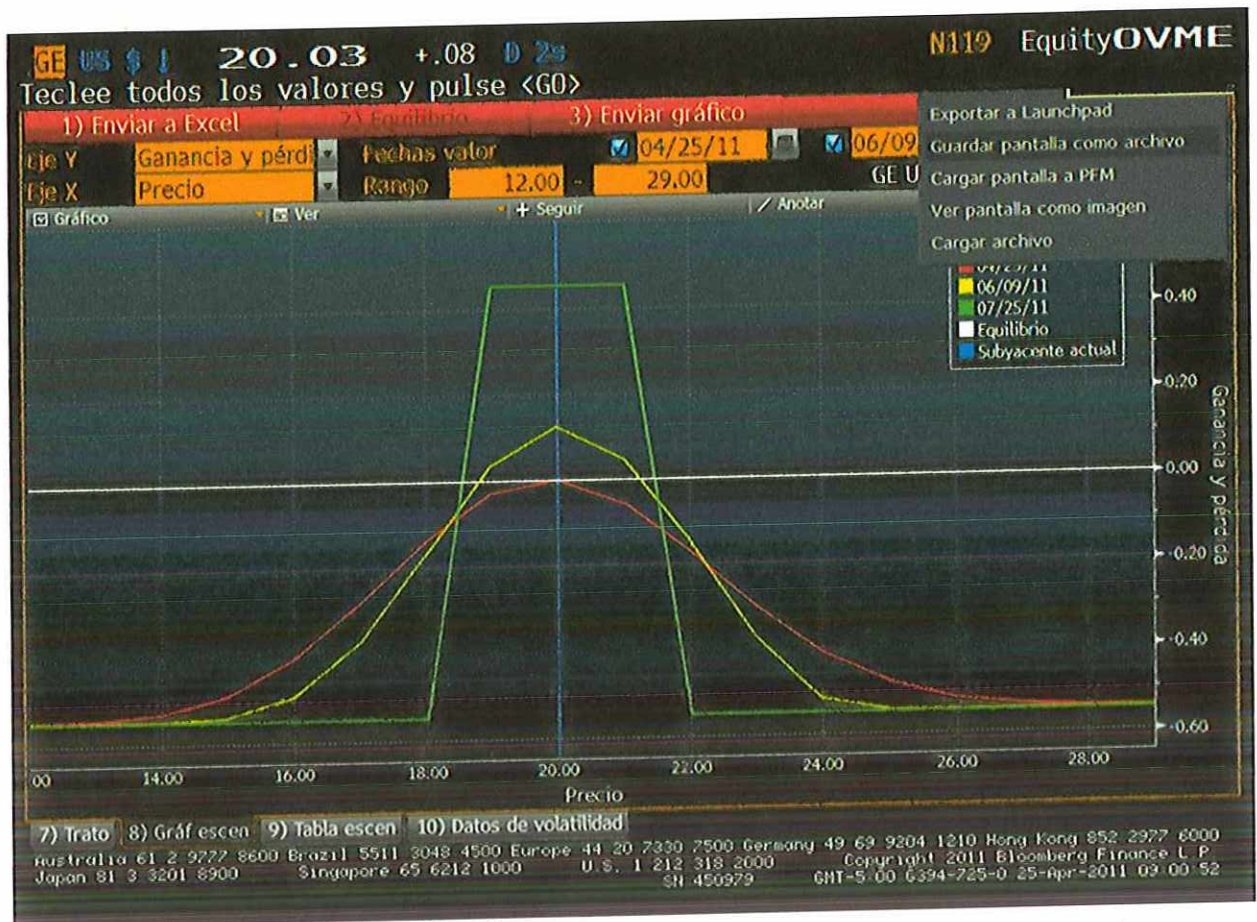 GE US $ 20.03 +.08 D 2s N119 EquityOVME
Teclee todos los valores y pulse <GO>
1) Enviar a Excel 2) Equilibrio 3) Enviar gráfico
Exportar a Launchpad
Guardar pantalla como archivo
Cargar pantalla a PFM
Ver pantalla como imagen
Cargar archivo
Eje Y Ganancia y pérdi Fechas valor 04/25/11 06/09
Eje X Precio Rango 12.00 - 29.00 GE U
Gráfico Ver + Seguir Anotar
04/25/11
06/09/11
07/25/11
Equilibrio
Subyacente actual
0.40
0.20
0.00
-0.20
-0.40
-0.60
Ganancia y pérdida
00 14.00 16.00 18.00 20.00 22.00 24.00 26.00 28.00
Precio
7) Trato 8) Gráf escen 9) Tabla escen 10) Datos de volatilidad
Australia 61 2 9777 8600 Brazil 5511 3048 4500 Europe 44 20 7330 7500 Germany 49 69 9204 1210 Hong Kong 852 2977 6000
Japan 81 3 3201 8900 Singapore 65 6212 1000 U.S. 1 212 318 2000 Copyright 2011 Bloomberg Finance L P
SN 450979 GMT-5:00 G394-725-0 25-Apr-2011 09:00:52